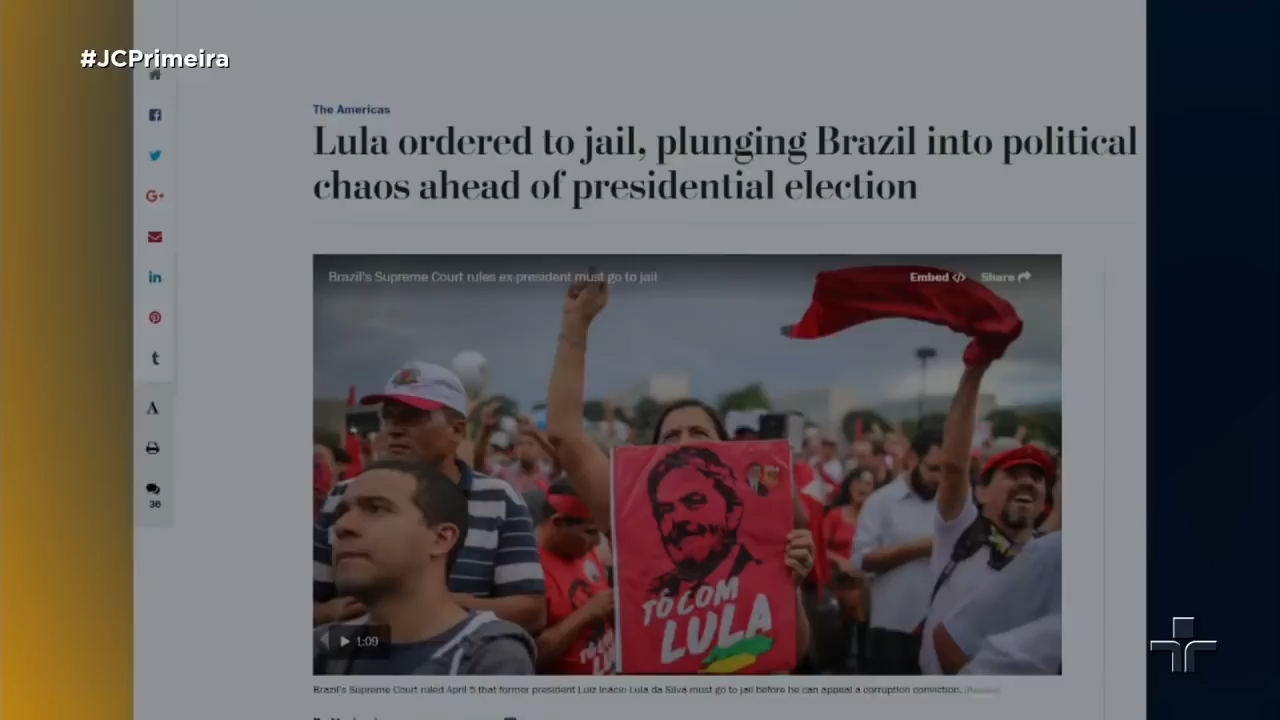 #JCPrimeira
The Americas
Lula ordered to jail, plunging Brazil into political
chaos ahead of presidential election
Brazil's Supreme Court rules ex-president must go to jail
Embed </> Share
G+
in
t
A
36
TÔ COM
LULA
1:09
Brazil's Supreme Court ruled April 5 that former president Luiz Inácio Lula da Silva must go to jail before he can appeal a corruption conviction.